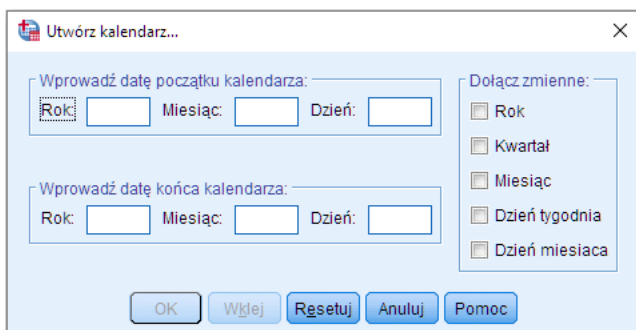 Utwórz kalendarz...
Wprowadź datę początku kalendarza:
Rok: Miesiąc: Dzień:
Wprowadź datę końca kalendarza:
Rok: Miesiąc: Dzień:
Dołącz zmienne:
Rok
Kwartał
Miesiąc
Dzień tygodnia
Dzień miesiaca
OK Wklej Resetuj Anuluj Pomoc